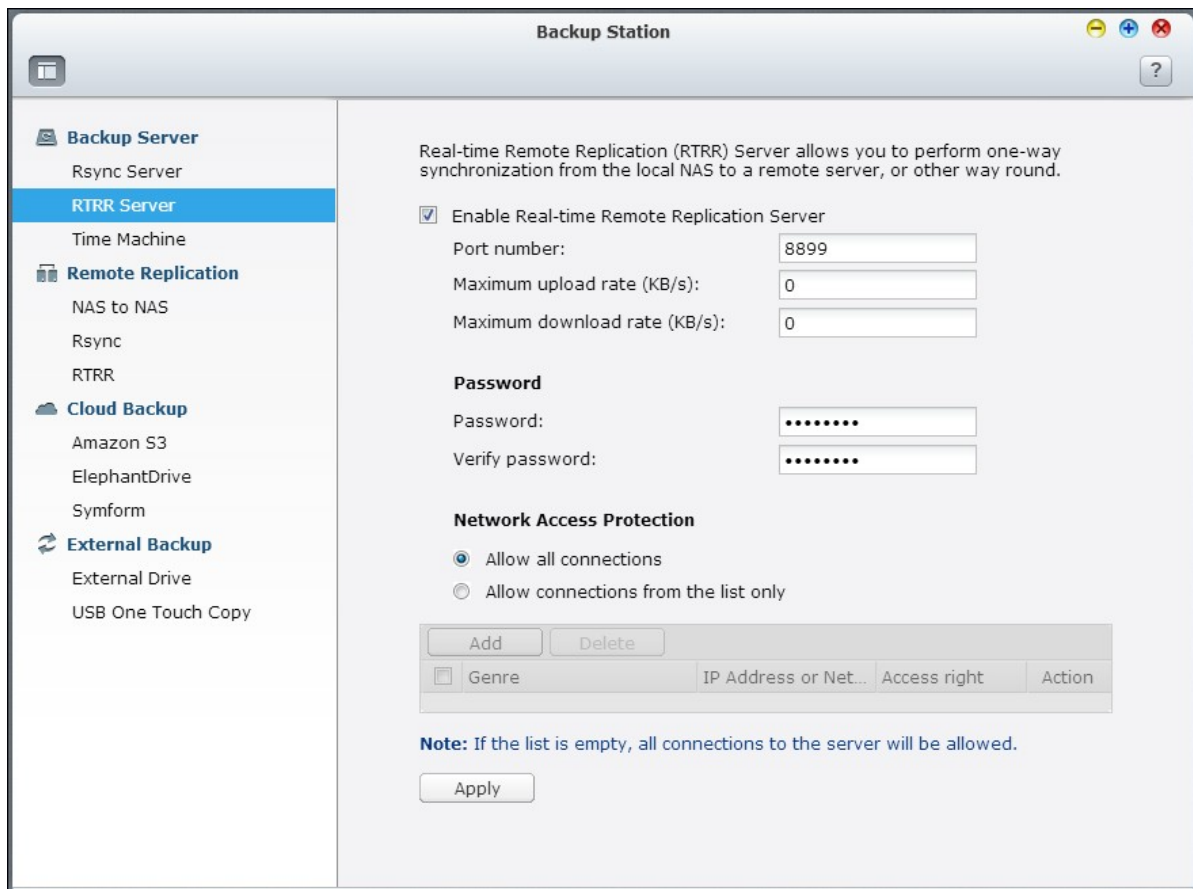 Backup Station
?
Backup Server
Rsync Server
RTRR Server
Time Machine
Remote Replication
NAS to NAS
Rsync
RTRR
Cloud Backup
Amazon S3
ElephantDrive
Symform
External Backup
External Drive
USB One Touch Copy
Real-time Remote Replication (RTRR) Server allows you to perform one-way
synchronization from the local NAS to a remote server, or other way round.
Enable Real-time Remote Replication Server
Port number: 8899
Maximum upload rate (KB/s): 0
Maximum download rate (KB/s): 0
Password
Password: ••••••••
Verify password: ••••••••
Network Access Protection
Allow all connections
Allow connections from the list only
Add Delete
Genre IP Address or Net... Access right Action
Note: If the list is empty, all connections to the server will be allowed.
Apply